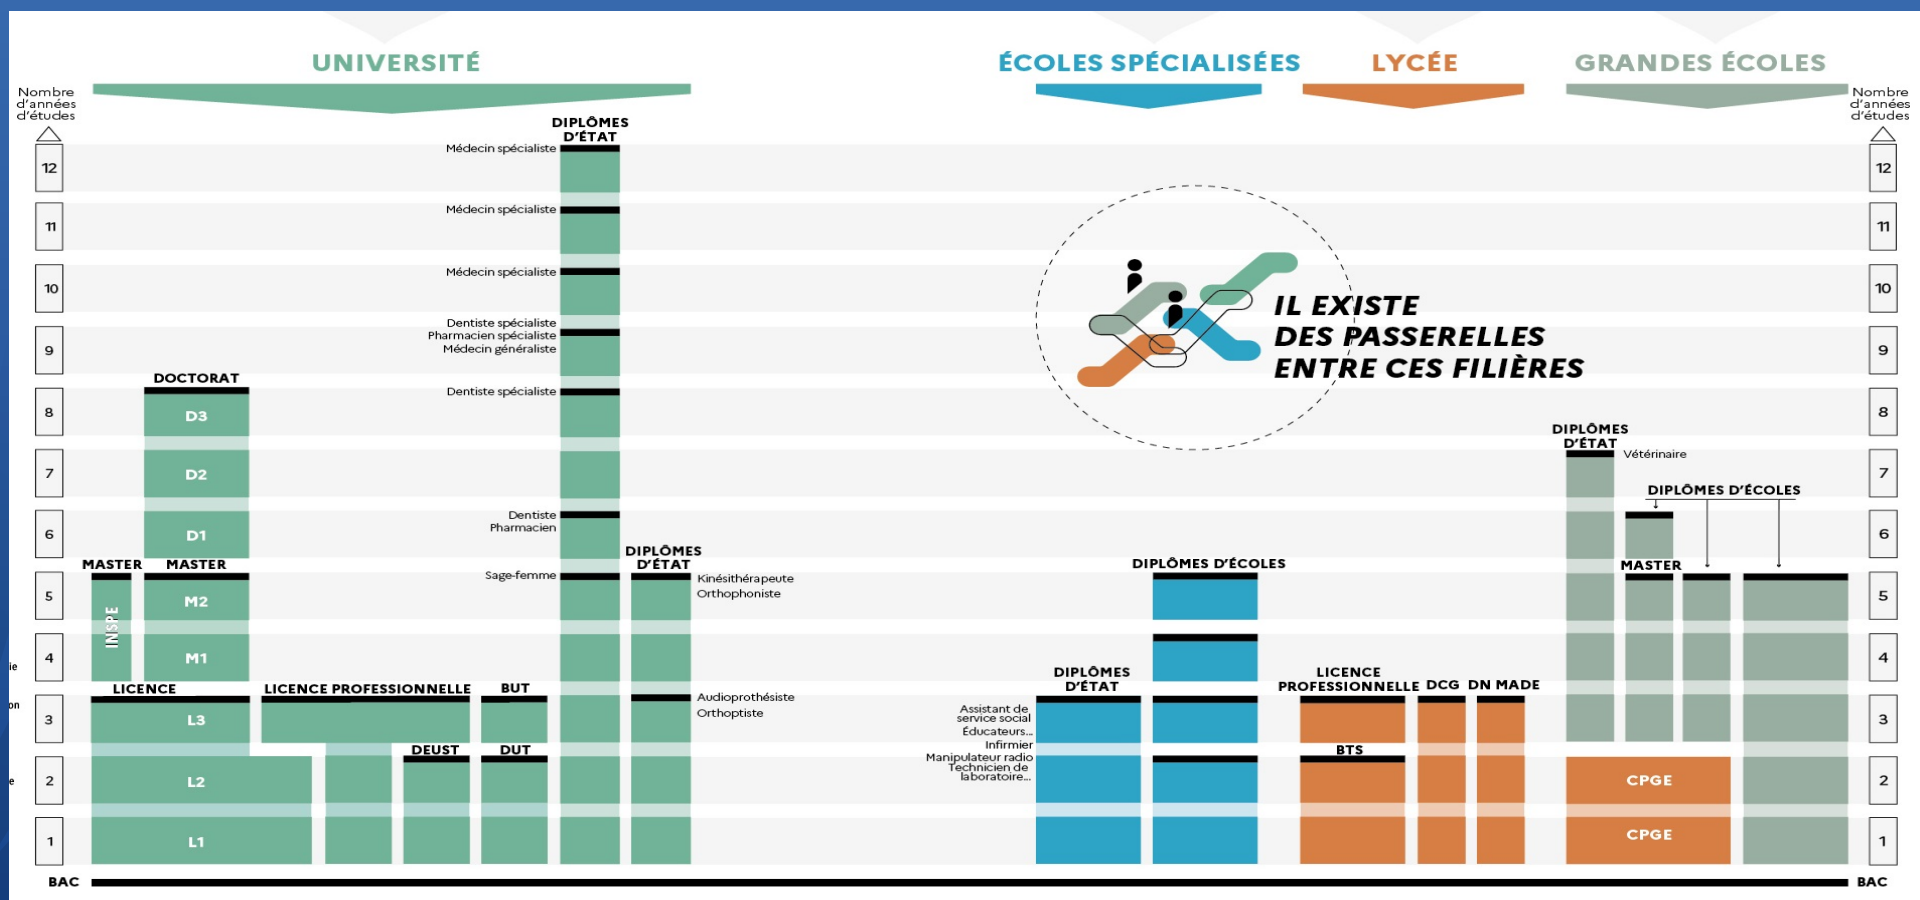 UNIVERSITÉ
ÉCOLES SPÉCIALISÉES
LYCÉE
GRANDES ÉCOLES
Nombre
d'années
d'études
Nombre
d'années
d'études
12
11
10
9
8
7
6
5
4
3
2
1
BAC
DIPLÔMES
D'ÉTAT
Médecin spécialiste
Médecin spécialiste
Médecin spécialiste
Dentiste spécialiste
Pharmacien spécialiste
Médecin généraliste
Dentiste spécialiste
Dentiste
Pharmacien
Sage-femme
DOCTORAT
D3
D2
D1
MASTER
MASTER
INSPE
M2
M1
LICENCE
L3
L2
L1
LICENCE PROFESSIONNELLE
BUT
DEUST
DUT
DIPLÔMES
D'ÉTAT
Kinésithérapeute
Orthophoniste
Audioprothésiste
Orthoptiste
IL EXISTE
DES PASSERELLES
ENTRE CES FILIÈRES
DIPLÔMES
D'ÉTAT
Assistant de
service social
Éducateurs...
Infirmier
Manipulateur radio
Technicien de
laboratoire...
DIPLÔMES D'ÉCOLES
LICENCE
PROFESSIONNELLE
DCG
DN MADE
BTS
DIPLÔMES
D'ÉTAT
Vétérinaire
DIPLÔMES D'ÉCOLES
MASTER
CPGE
CPGE
12
11
10
9
8
7
6
5
4
3
2
1
BAC
ie
on
e